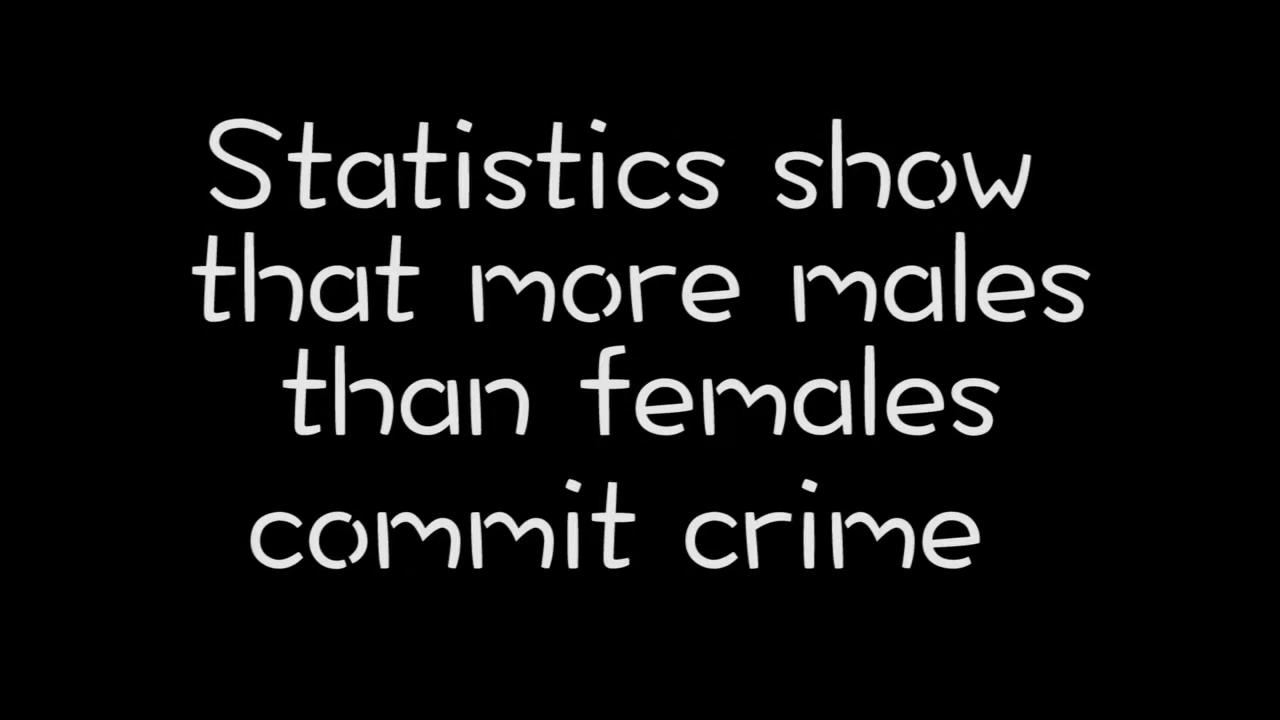 Statistics show
that more males
than females
commit crime